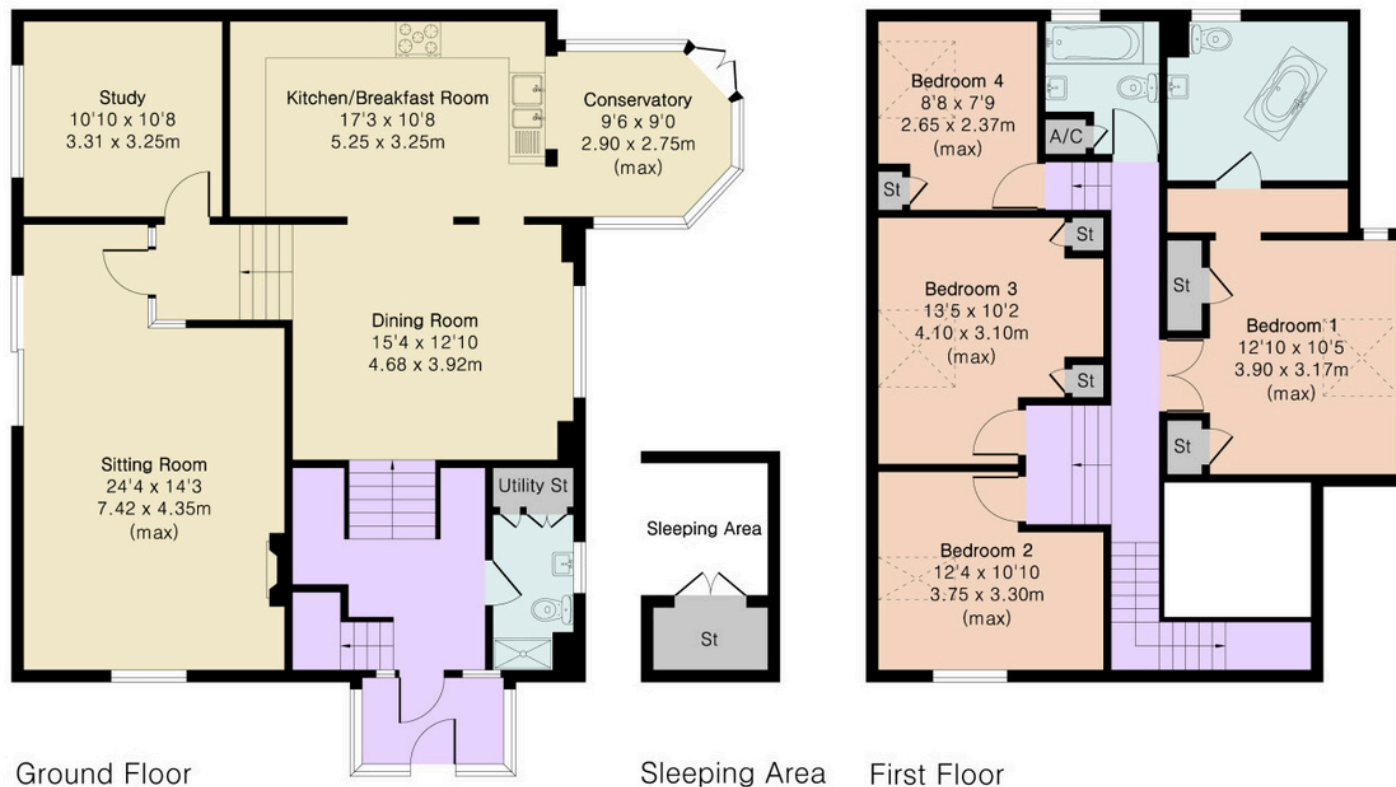 Study
10'10 x 10'8
3.31 x 3.25m
Kitchen/Breakfast Room
17'3 x 10'8
5.25 x 3.25m
Conservatory
9'6 x 9'0
2.90 x 2.75m
(max)
Dining Room
15'4 x 12'10
4.68 x 3.92m
Sitting Room
24'4 x 14'3
7.42 x 4.35m
(max)
Utility St
Ground Floor
Sleeping Area
St
Sleeping Area
Bedroom 4
8'8 x 7'9
2.65 x 2.37m
(max)
A/C
St
St
Bedroom 3
13'5 x 10'2
4.10 x 3.10m
(max)
St
St
Bedroom 1
12'10 x 10'5
3.90 x 3.17m
(max)
St
Bedroom 2
12'4 x 10'10
3.75 x 3.30m
(max)
First Floor